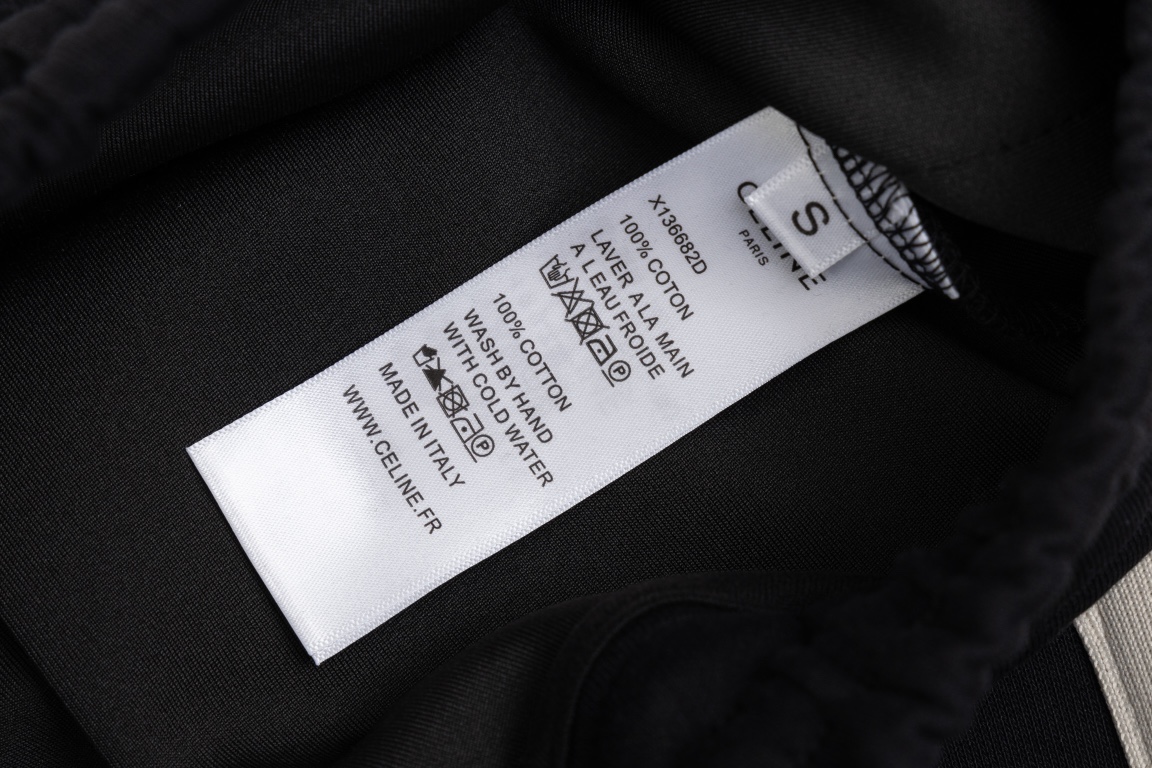 CELINE
PARIS
S
X136682D
100% COTON
LAVER A LA MAIN
A L EAU FROIDE
P
100% COTTON
WASH BY HAND
WITH COLD WATER
P
MADE IN ITALY
WWW.CELINE.FR